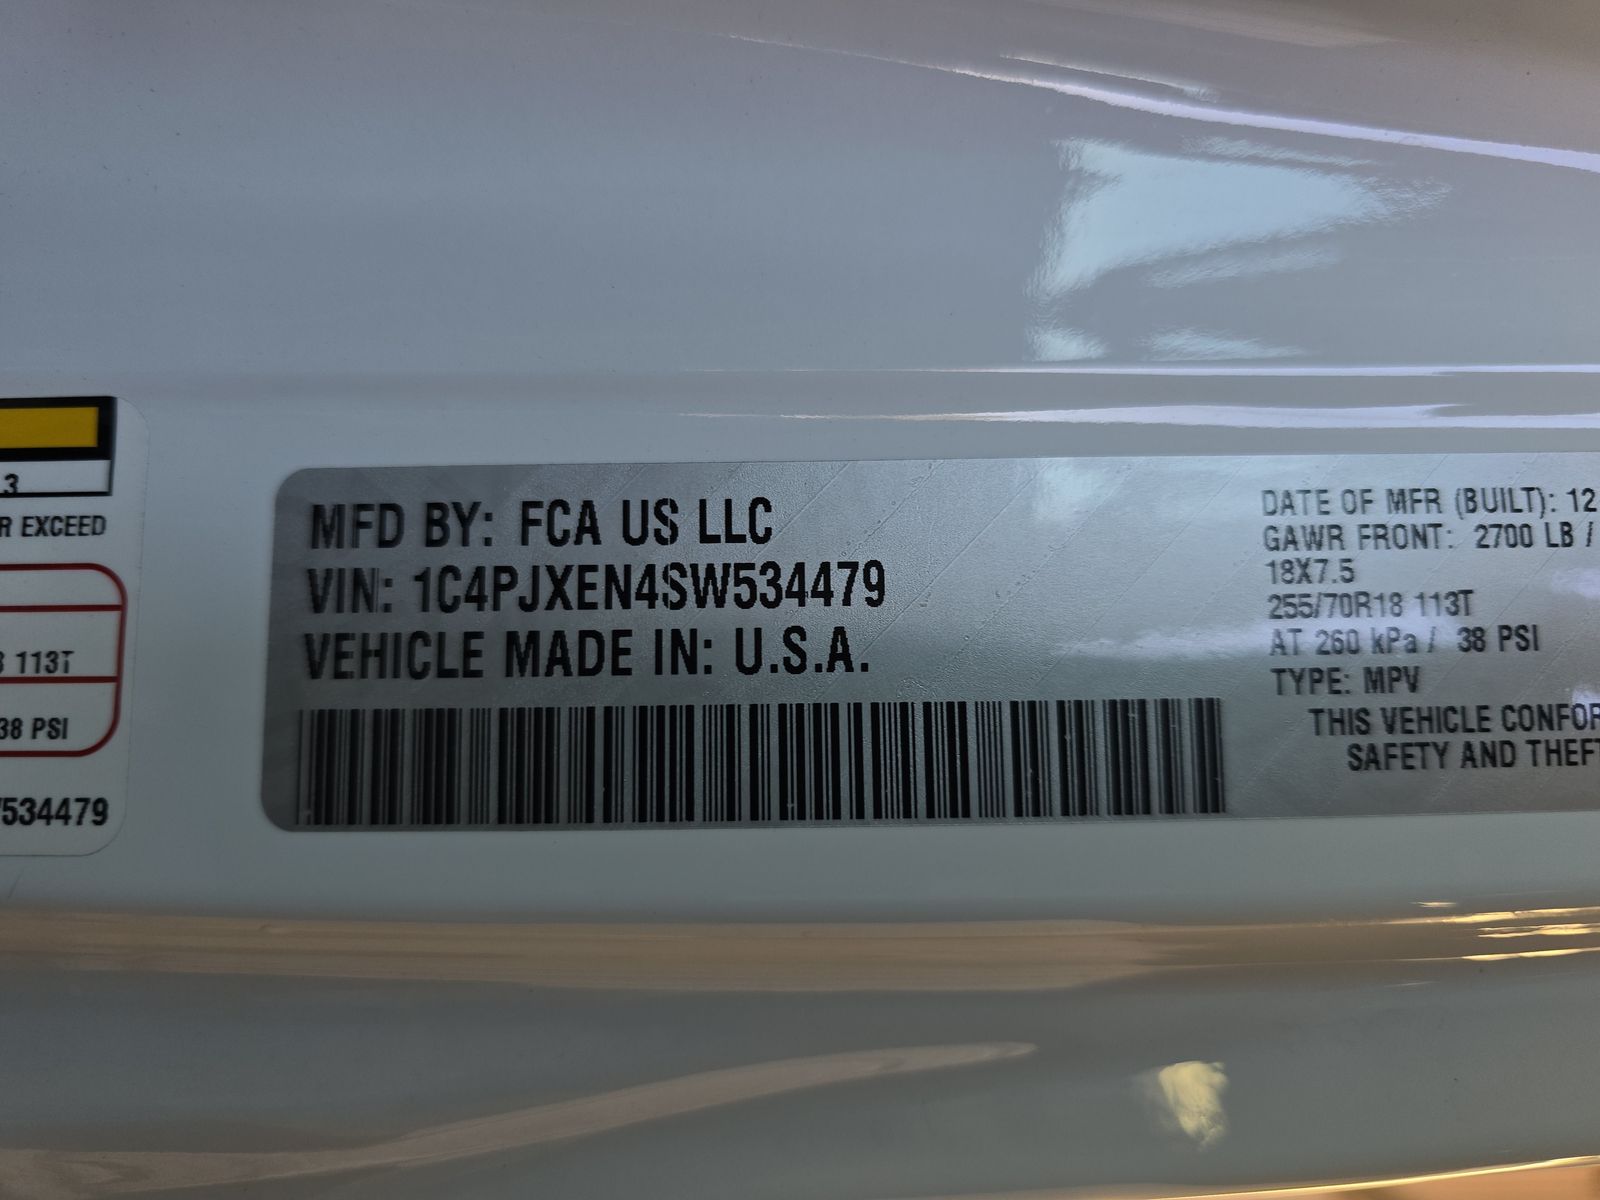 .3
R EXCEED
113T
38 PSI
534479
MFD BY: FCA US LLC
VIN: 1C4PJXEN4SW534479
VEHICLE MADE IN: U.S.A.
DATE OF MFR (BUILT): 12
GAWR FRONT: 2700 LB /
18X7.5
255/70R18 113T
AT 260 kPa / 38 PSI
TYPE: MPV
THIS VEHICLE CONFOR
SAFETY AND THEFT